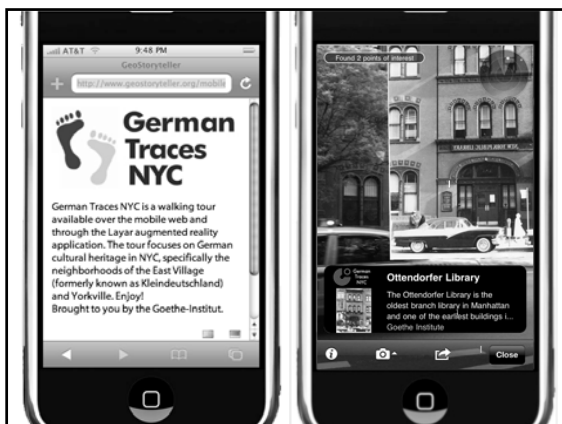 AT&T 9:48 PM
GeoStoryteller
http://www.geostoryteller.org/mobile
German
Traces
NYC
German Traces NYC is a walking tour
available over the mobile web and
through the Layar augmented reality
application. The tour focuses on German
cultural heritage in NYC, specifically the
neighborhoods of the East Village
(formerly known as Kleindeutschland)
and Yorkville. Enjoy!
Brought to you by the Goethe-Institut.
Found 2 points of interest
German
Traces
NYC
Ottendorfer Library
The Ottendorfer Library is the
oldest branch library in Manhattan
and one of the earliest buildings i...
Goethe Institute
Close